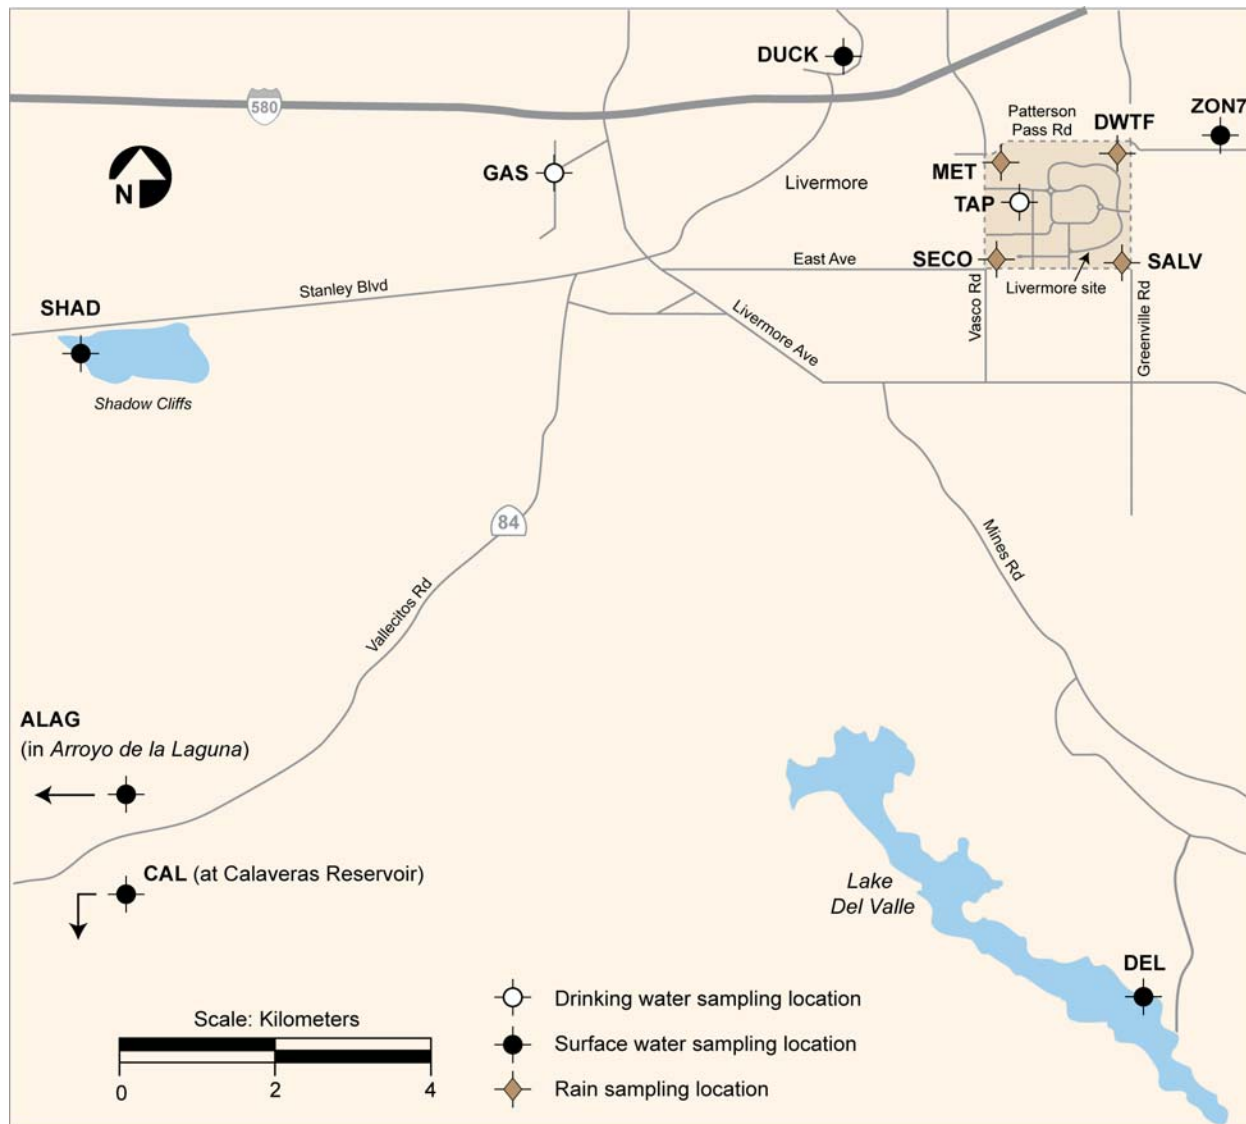 DUCK
580
ZON7
Patterson
Pass Rd
DWTF
N
GAS
MET
Livermore
TAP
SECO
SALV
East Ave
Livermore site
Stanley Blvd
Vasco Rd
Greenville Rd
SHAD
Livermore Ave
Shadow Cliffs
84
Mines Rd
Vallecitos Rd
ALAG
(in Arroyo de la Laguna)
CAL (at Calaveras Reservoir)
Lake
Del Valle
DEL
Scale: Kilometers
0 2 4
Drinking water sampling location
Surface water sampling location
Rain sampling location